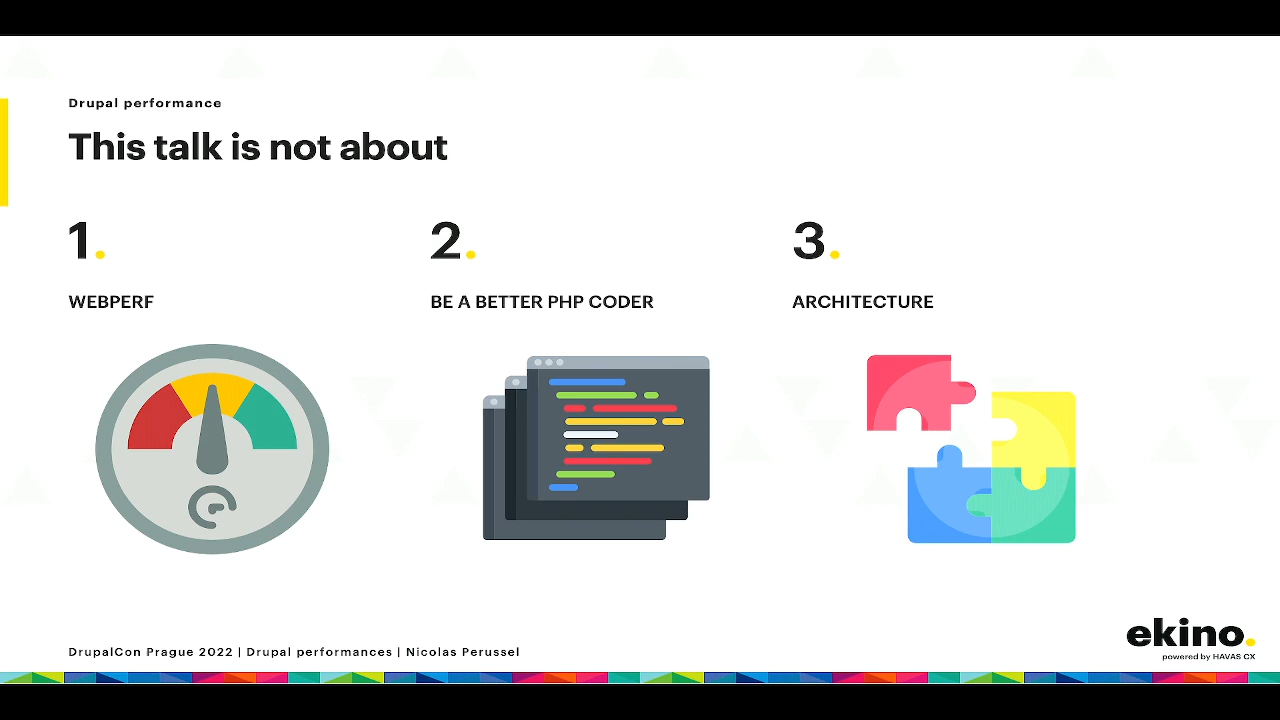 Drupal performance
This talk is not about
1.
WEBPERF
2.
BE A BETTER PHP CODER
3.
ARCHITECTURE
DrupalCon Prague 2022 | Drupal performances | Nicolas Perussel
ekino.
powered by HAVAS CX